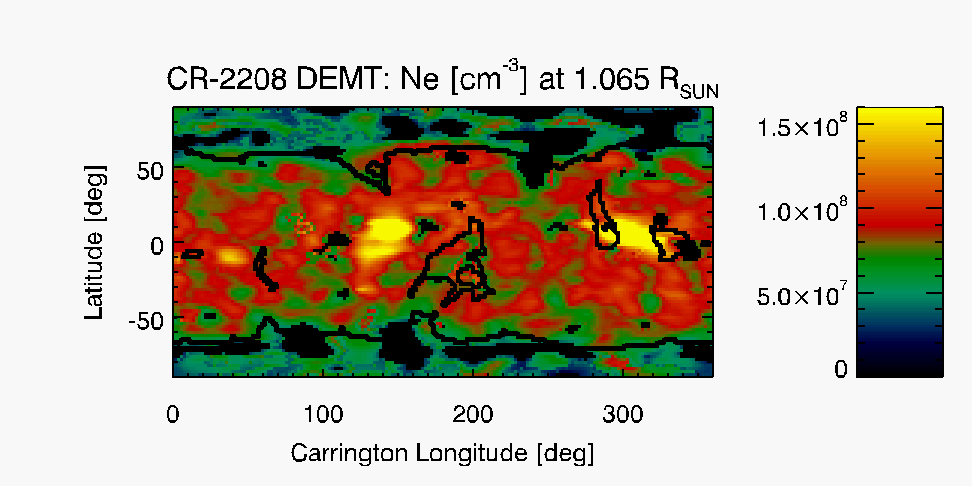 CR-2208 DEMT: Ne [cm⁻³] at 1.065 R_SUN
1.5×10⁸
1.0×10⁸
5.0×10⁷
0
50
0
-50
Latitude [deg]
0 100 200 300
Carrington Longitude [deg]